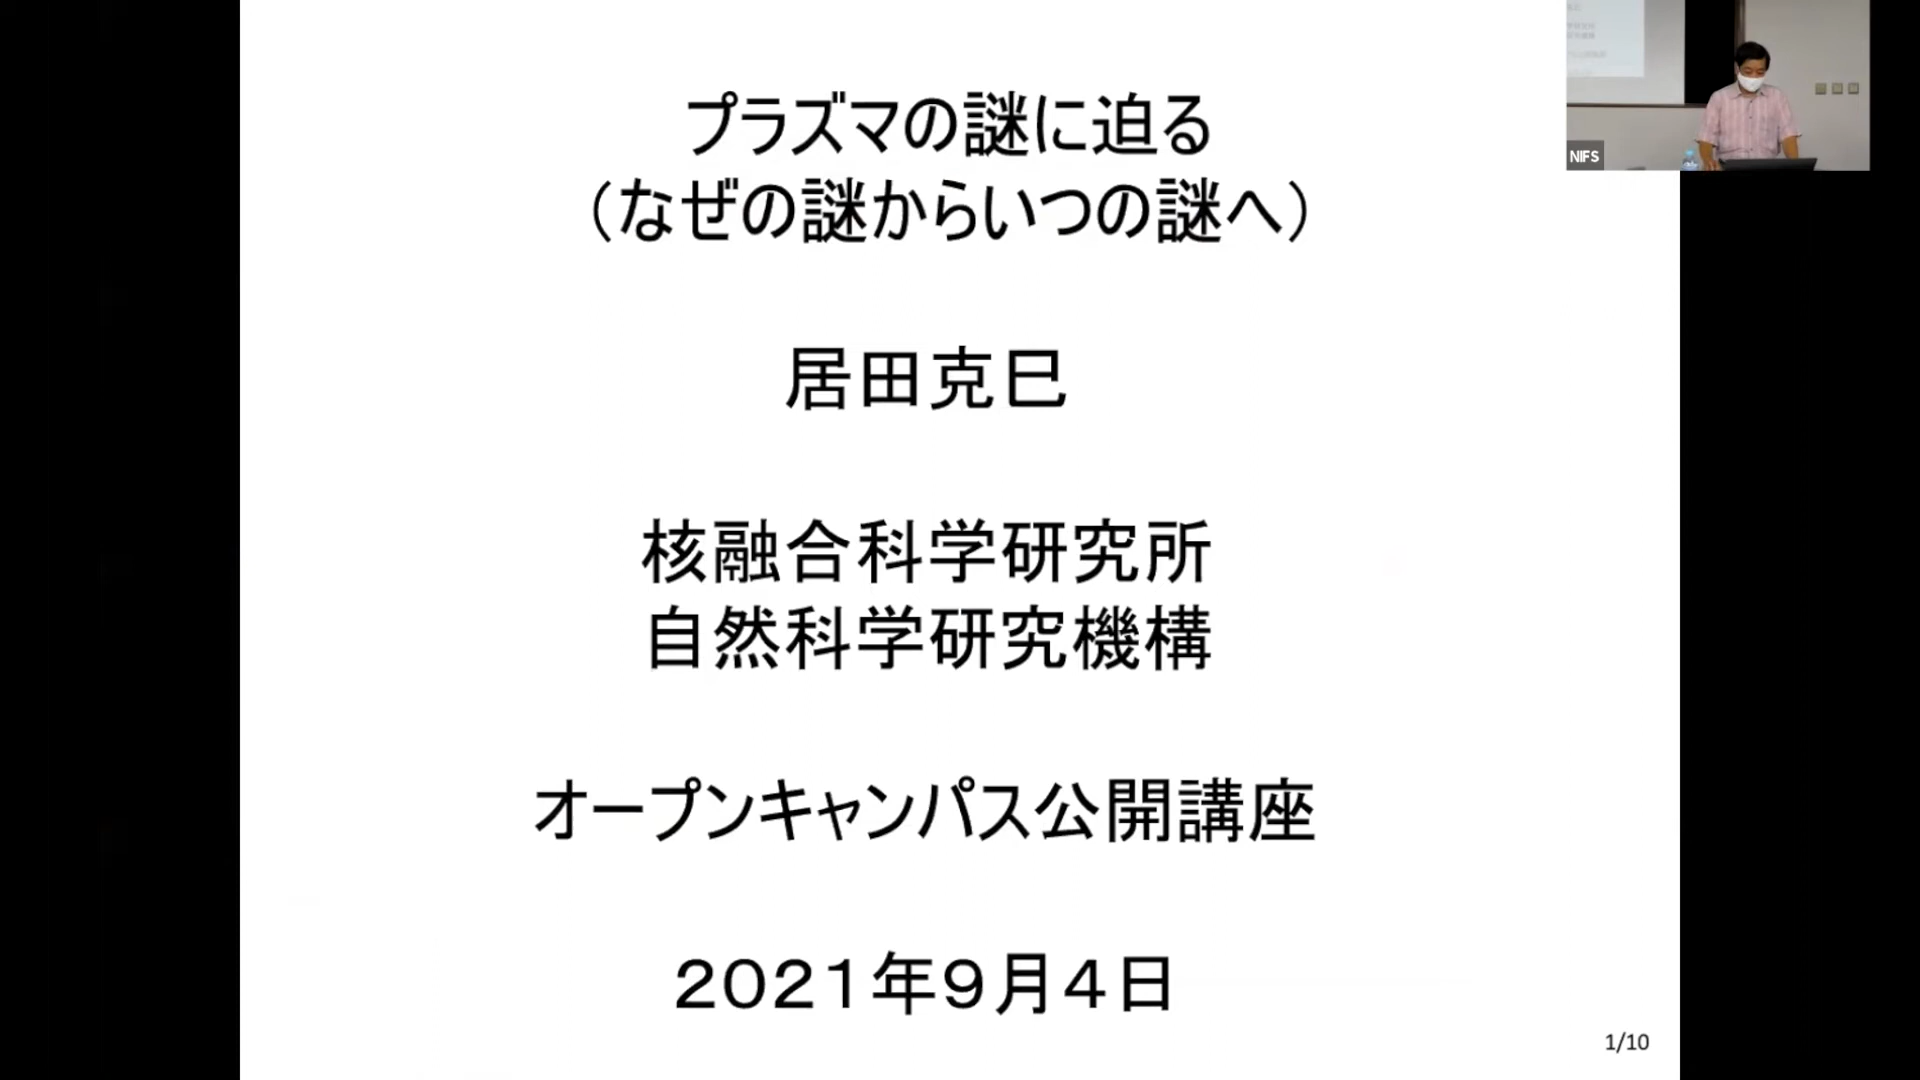 プラズマの謎に迫る
（なぜの謎からいつの謎へ）
居田克巳
核融合科学研究所
自然科学研究機構
オープンキャンパス公開講座
２０２１年９月４日
1/10
NIFS